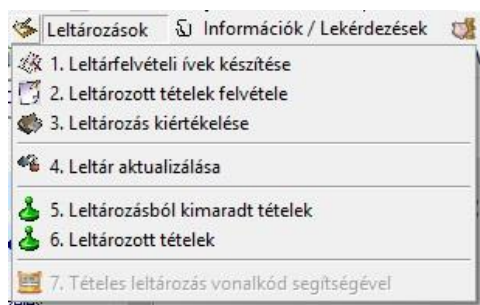 Leltározások Információk / Lekérdezések
1. Leltárfelvételi ívek készítése
2. Leltározott tételek felvétele
3. Leltározás kiértékelése
4. Leltár aktualizálása
5. Leltározásból kimaradt tételek
6. Leltározott tételek
7. Tételes leltározás vonalkód segítségével